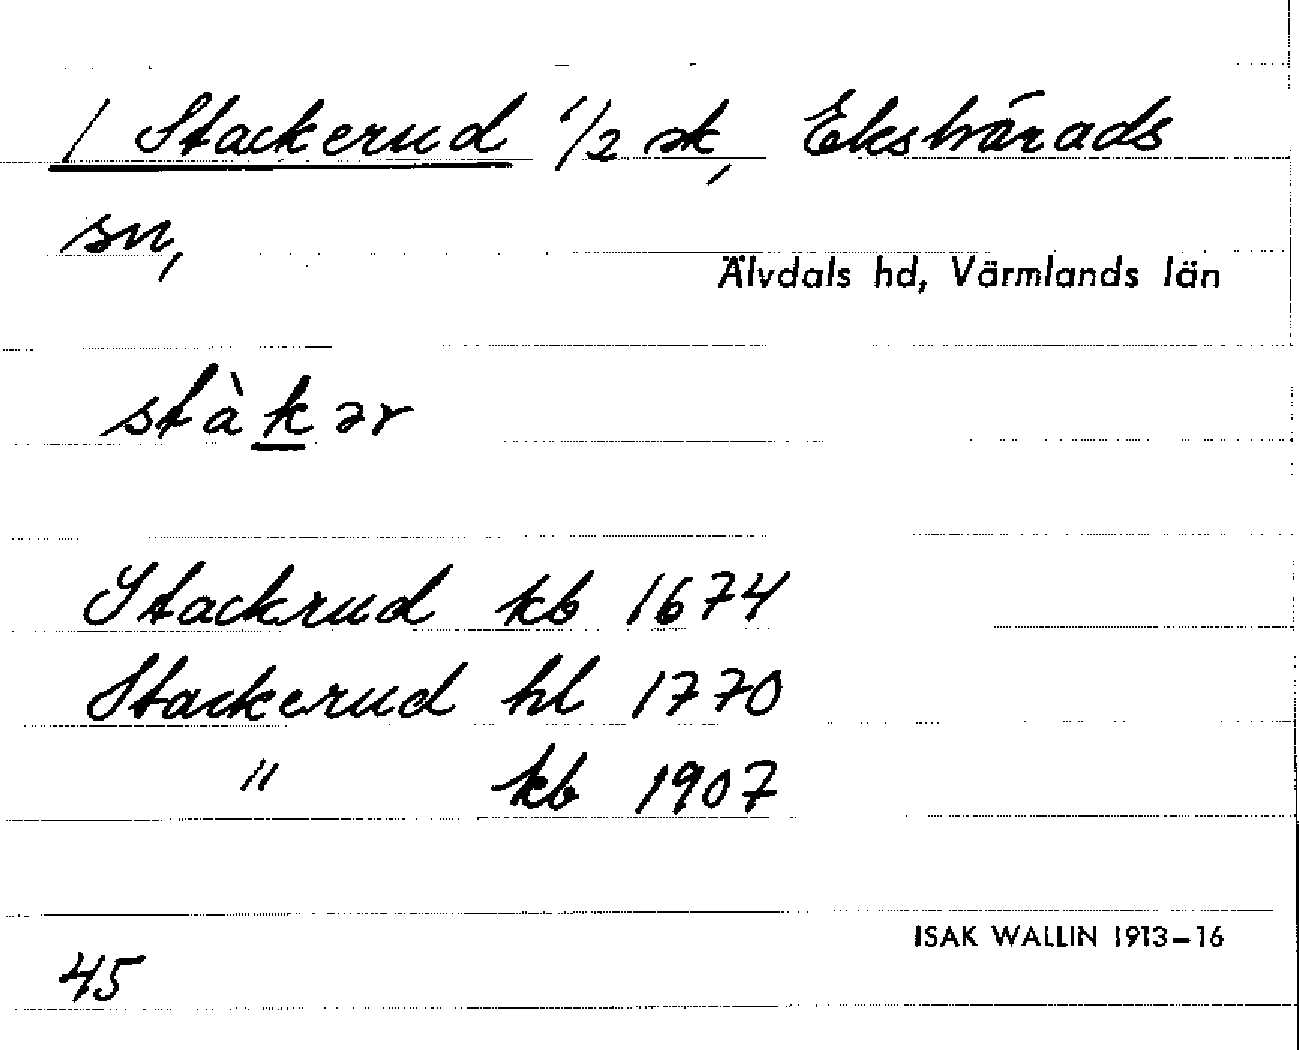 1 Stackerud 1/2 sk, Ekshärads
sn,
Älvdals hd, Värmlands län
stàkər
Stackrud kb 1674
Stackerud hl 1770
" kb 1907
ISAK WALLIN 1913-16
45